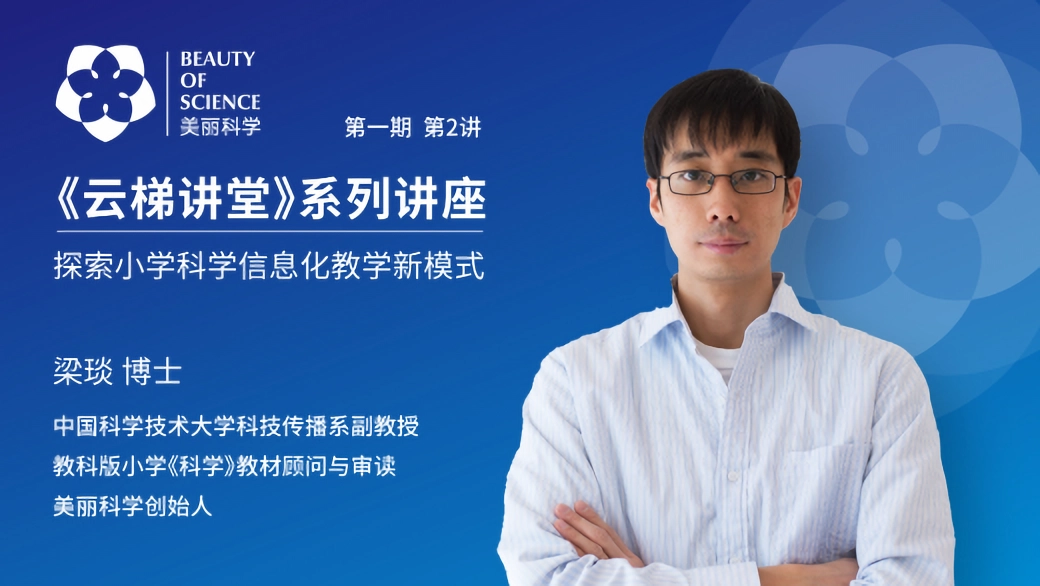 BEAUTY
OF
SCIENCE
美丽科学
第一期 第2讲
《云梯讲堂》系列讲座
探索小学科学信息化教学新模式
梁琰 博士
中国科学技术大学科技传播系副教授
教科版小学《科学》教材顾问与审读
美丽科学创始人